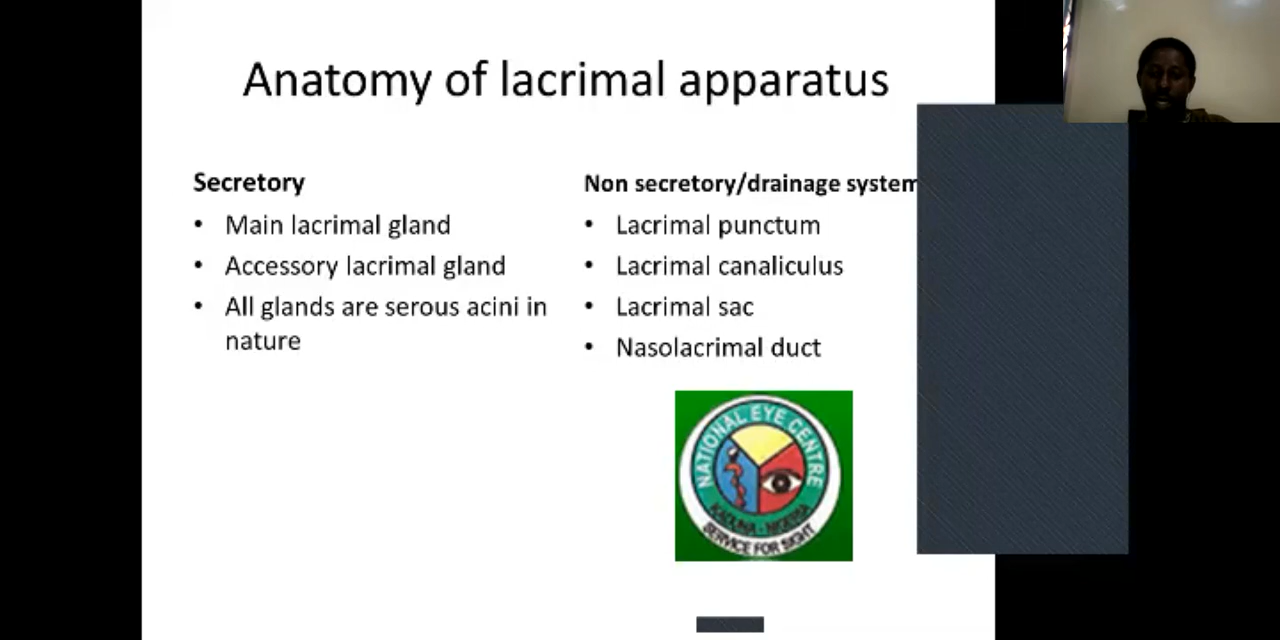 Anatomy of lacrimal apparatus
Secretory
• Main lacrimal gland
• Accessory lacrimal gland
• All glands are serous acini in
nature
Non secretory/drainage system
• Lacrimal punctum
• Lacrimal canaliculus
• Lacrimal sac
• Nasolacrimal duct
NATIONAL EYE CENTRE
KADUNA - NIGERIA
SERVICE FOR SIGHT